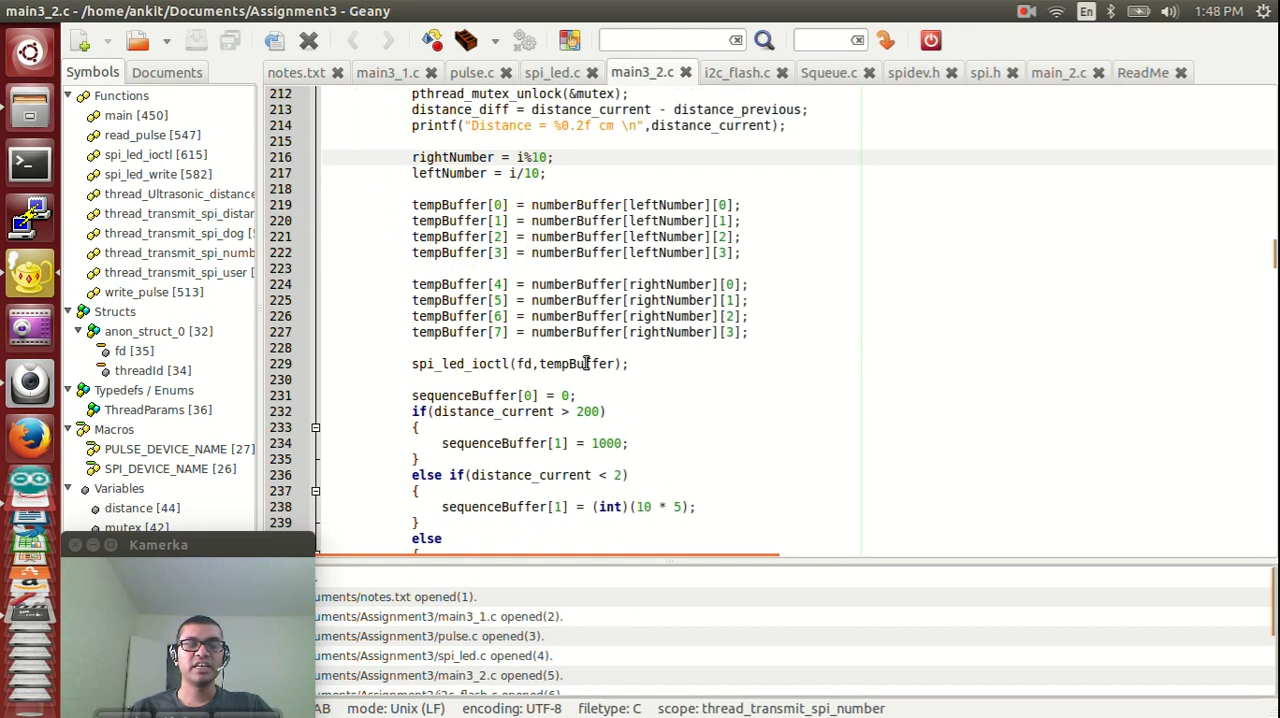 main3_2.c - /home/ankit/Documents/Assignment3 - Geany
En
1:48 PM
Symbols
Documents
notes.txt
main3_1.c
pulse.c
spi_led.c
main3_2.c
i2c_flash.c
Squeue.c
spidev.h
spi.h
main_2.c
ReadMe
Functions
main [450]
read_pulse [547]
spi_led_ioctl [615]
spi_led_write [582]
thread_Ultrasonic_distance
thread_transmit_spi_distar
thread_transmit_spi_dog [5
thread_transmit_spi_numb
thread_transmit_spi_user [
write_pulse [513]
Structs
anon_struct_0 [32]
fd [35]
threadId [34]
Typedefs / Enums
ThreadParams [36]
Macros
PULSE_DEVICE_NAME [27]
SPI_DEVICE_NAME [26]
Variables
distance [44]
mutex [42]
212 pthread_mutex_unlock(&mutex);
213 distance_diff = distance_current - distance_previous;
214 printf("Distance = %0.2f cm \n",distance_current);
215
216 rightNumber = i%10;
217 leftNumber = i/10;
218
219 tempBuffer[0] = numberBuffer[leftNumber][0];
220 tempBuffer[1] = numberBuffer[leftNumber][1];
221 tempBuffer[2] = numberBuffer[leftNumber][2];
222 tempBuffer[3] = numberBuffer[leftNumber][3];
223
224 tempBuffer[4] = numberBuffer[rightNumber][0];
225 tempBuffer[5] = numberBuffer[rightNumber][1];
226 tempBuffer[6] = numberBuffer[rightNumber][2];
227 tempBuffer[7] = numberBuffer[rightNumber][3];
228
229 spi_led_ioctl(fd,tempBuffer);
230
231 sequenceBuffer[0] = 0;
232 if(distance_current > 200)
233 {
234 sequenceBuffer[1] = 1000;
235 }
236 else if(distance_current < 2)
237 {
238 sequenceBuffer[1] = (int)(10 * 5);
239 }
else
{
Kamerka
.
uments/notes.txt opened(1).
uments/Assignment3/main3_1.c opened(2).
uments/Assignment3/pulse.c opened(3).
uments/Assignment3/spi_led.c opened(4).
uments/Assignment3/main3_2.c opened(5).
uments/Assignment3/i2c_flash.c opened(6).
AB mode: Unix (LF) encoding: UTF-8 filetype: C scope: thread_transmit_spi_number